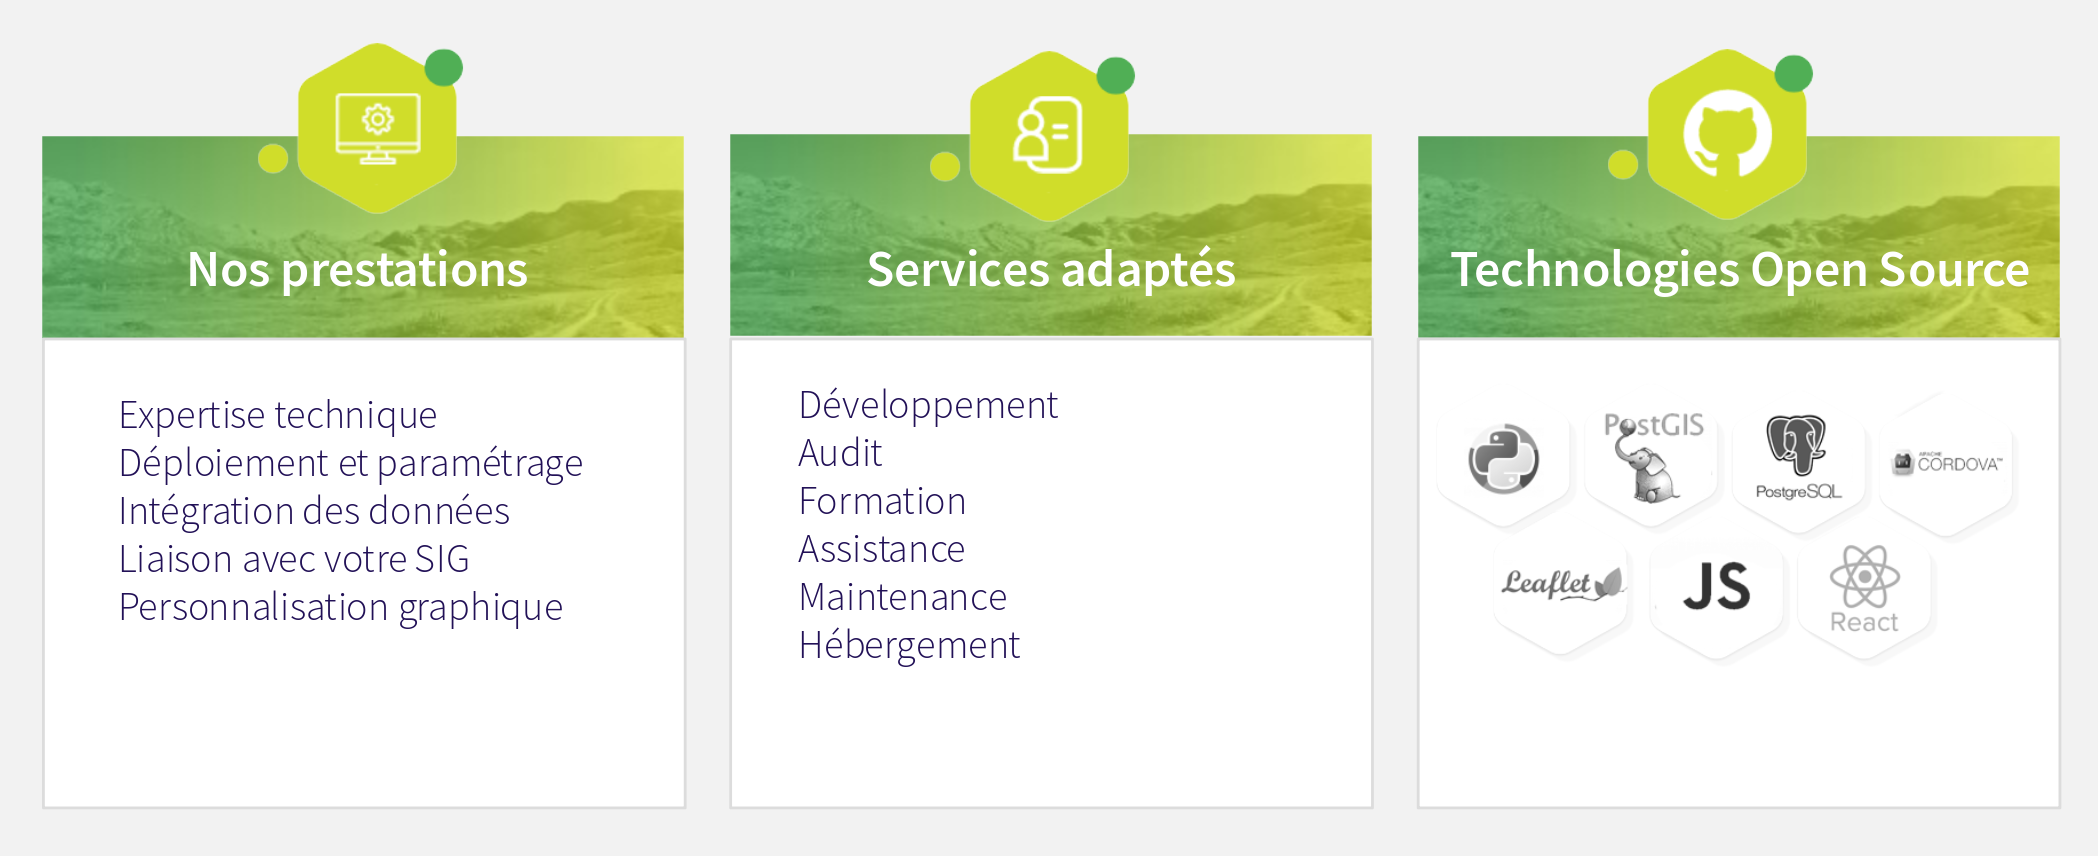 Nos prestations
Expertise technique
Déploiement et paramétrage
Intégration des données
Liaison avec votre SIG
Personnalisation graphique
Services adaptés
Développement
Audit
Formation
Assistance
Maintenance
Hébergement
Technologies Open Source
PostGIS
PostgreSQL
APACHE
CORDOVA™
Leaflet
JS
React